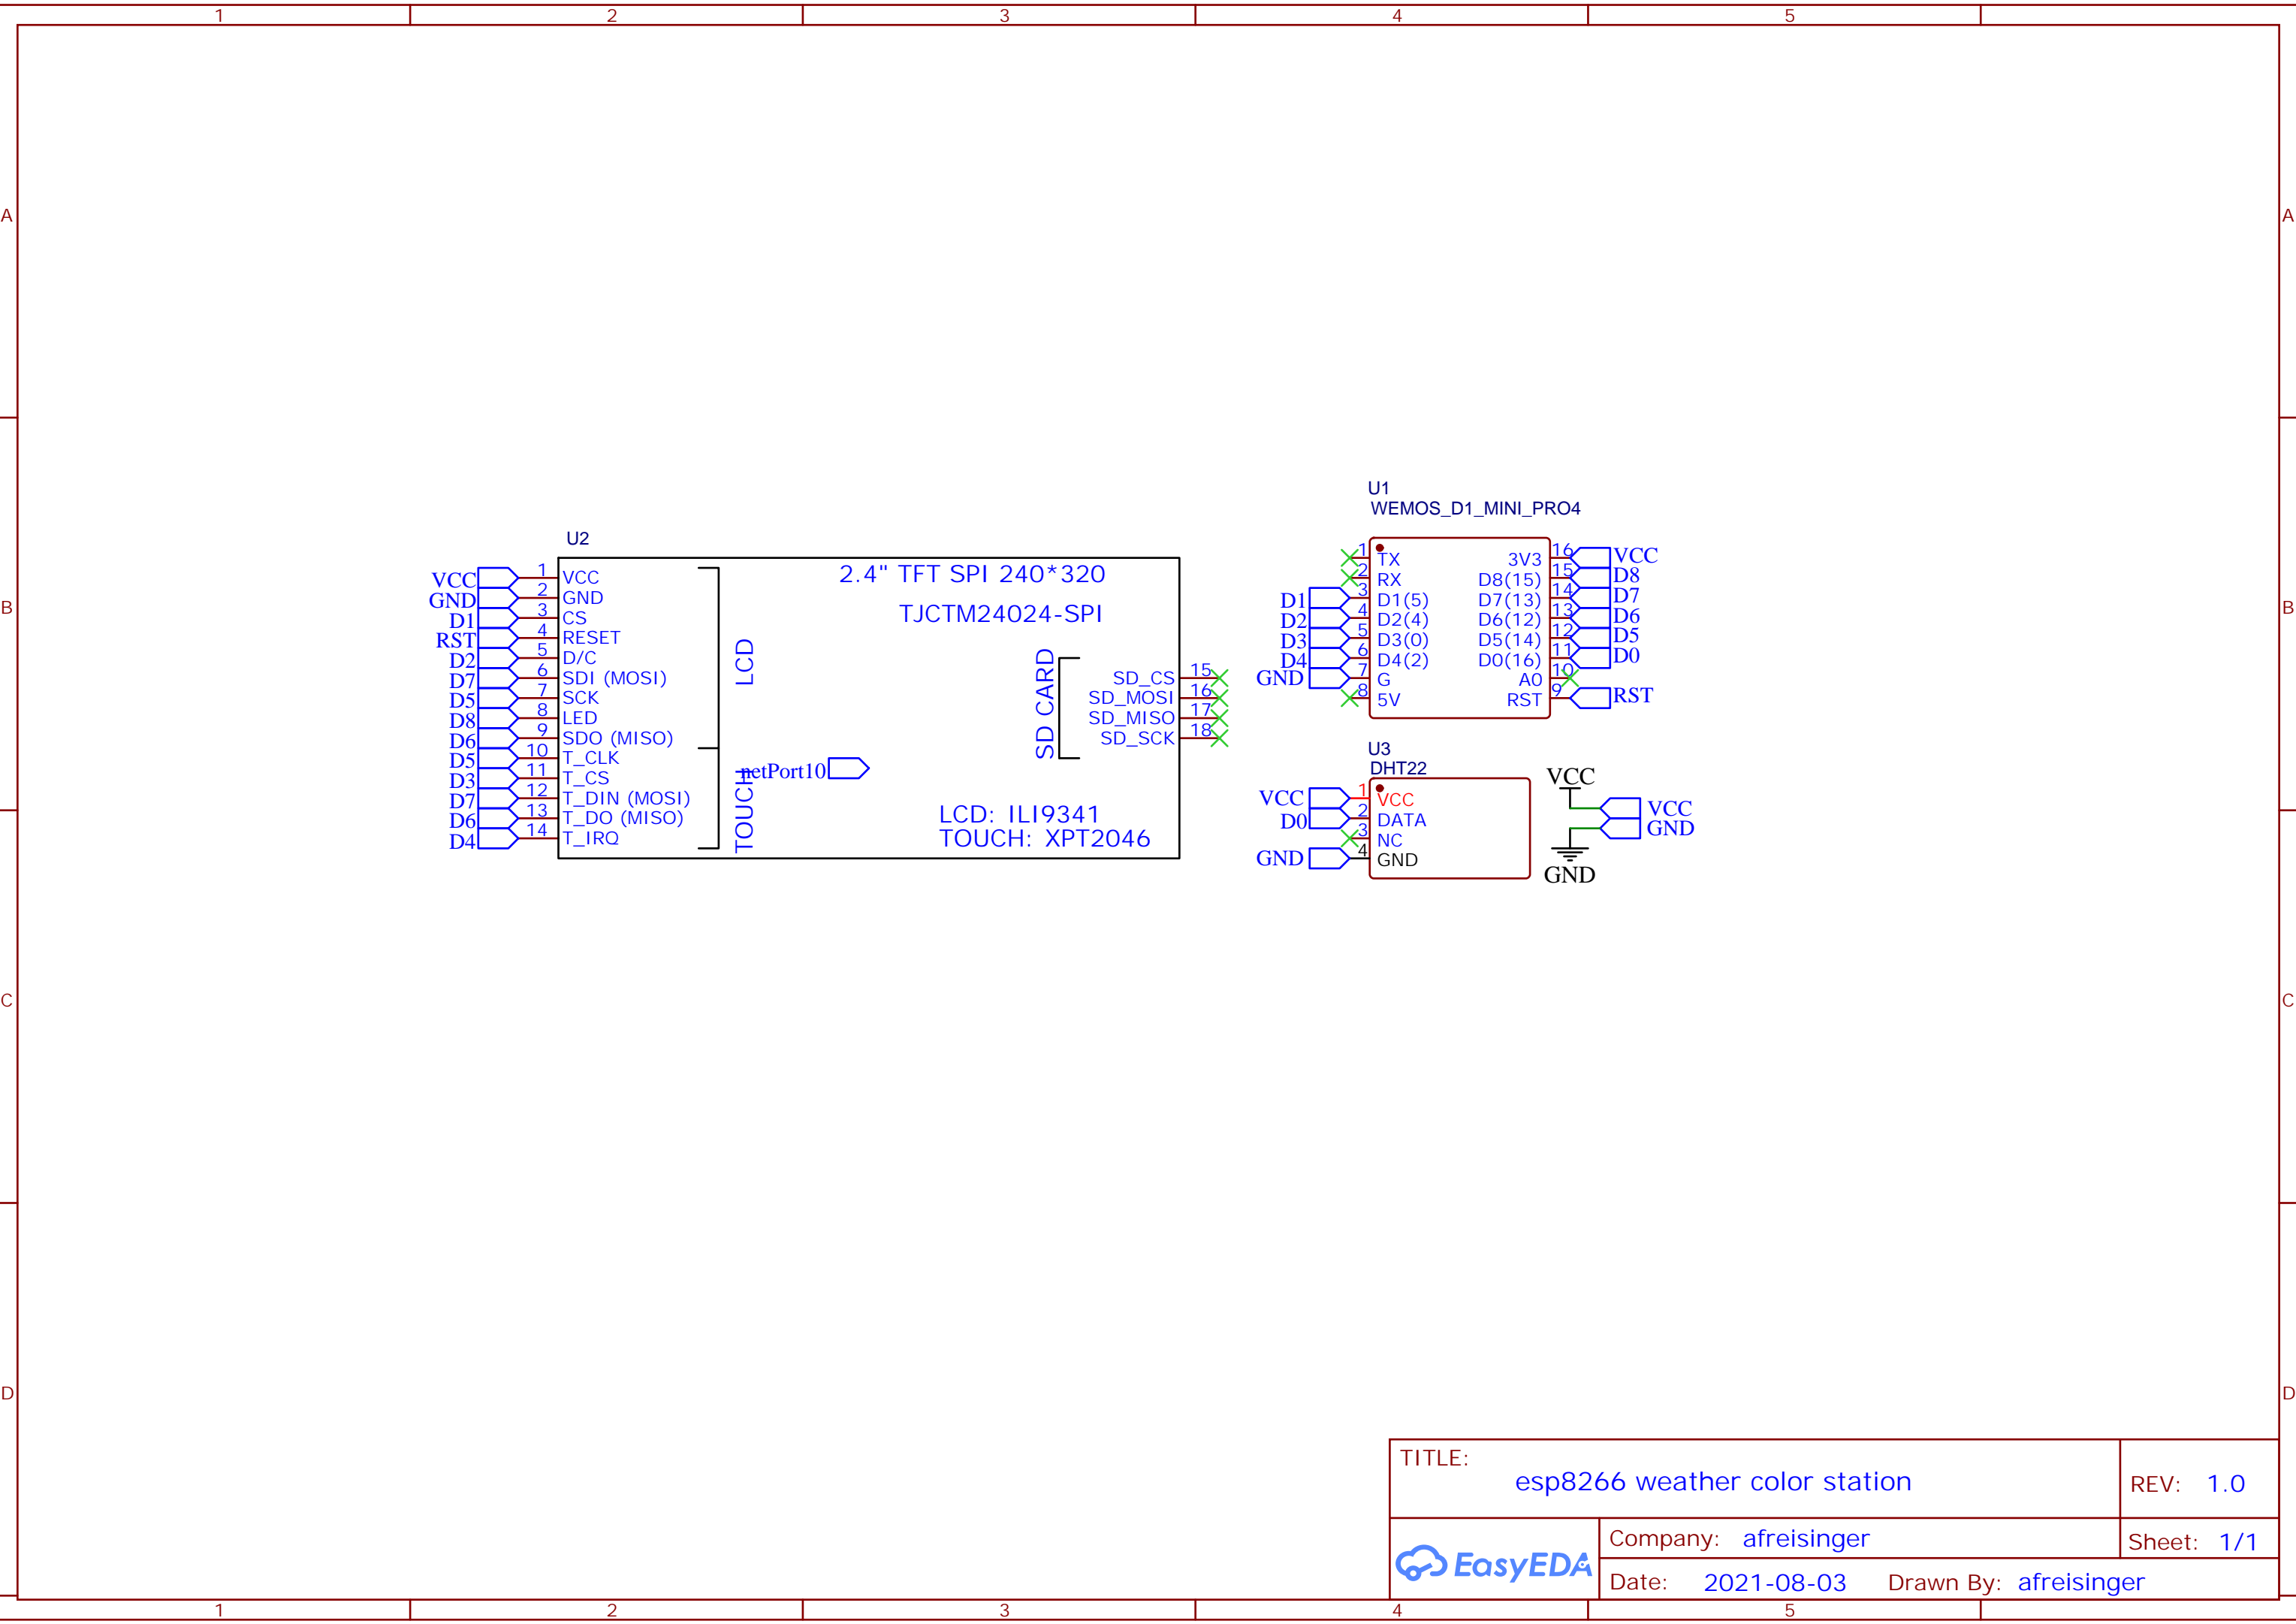 1 2 3 4 5
A A
B B
C C
D D
U2
VCC 1 VCC
GND 2 GND
D1 3 CS
RST 4 RESET
D2 5 D/C
D7 6 SDI (MOSI)
D5 7 SCK
D8 8 LED
D6 9 SDO (MISO)
D5 10 T_CLK
D3 11 T_CS
D7 12 T_DIN (MOSI)
D6 13 T_DO (MISO)
D4 14 T_IRQ
LCD
TOUCH
netPort10
2.4" TFT SPI 240*320
TJCTM24024-SPI
SD CARD
SD_CS 15
SD_MOSI 16
SD_MISO 17
SD_SCK 18
LCD: ILI9341
TOUCH: XPT2046
U1
WEMOS_D1_MINI_PRO4
1 TX 3V3 16 VCC
2 RX D8(15) 15 D8
D1 3 D1(5) D7(13) 14 D7
D2 4 D2(4) D6(12) 13 D6
D3 5 D3(0) D5(14) 12 D5
D4 6 D4(2) D0(16) 11 D0
GND 7 G A0 10
8 5V RST 9 RST
U3
DHT22
VCC 1 VCC
D0 2 DATA
3 NC
GND 4 GND
VCC
VCC
GND
GND
TITLE:
esp8266 weather color station
REV: 1.0
EasyEDA
Company: afreisinger
Sheet: 1/1
Date: 2021-08-03 Drawn By: afreisinger
1 2 3 4 5